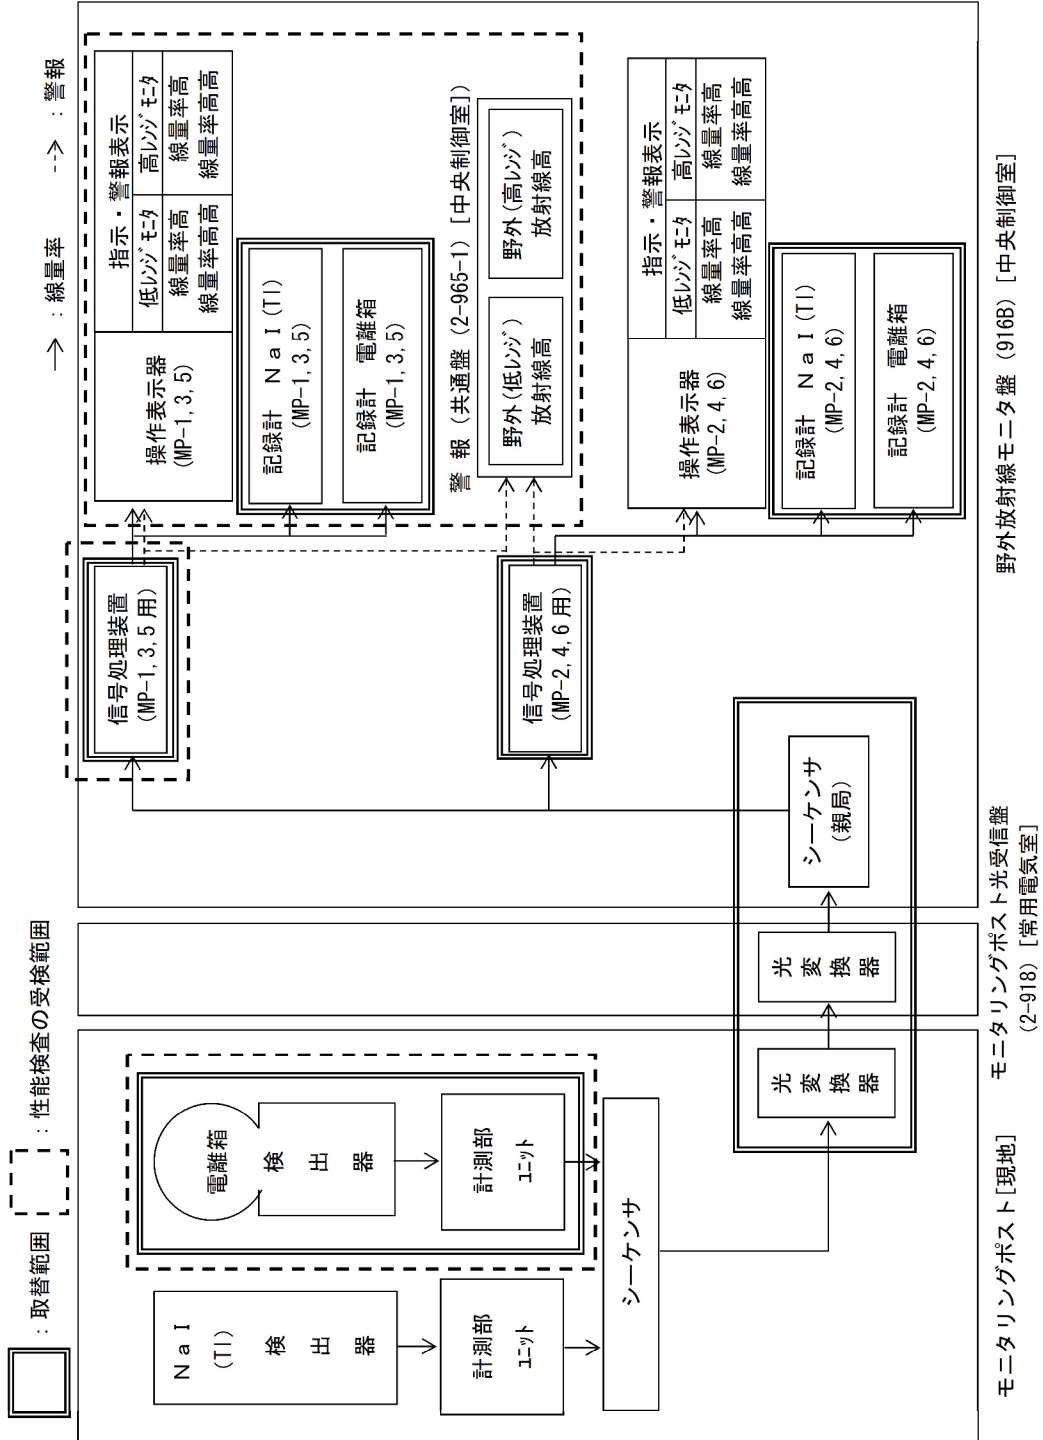 ：取替範囲
：性能検査の受検範囲
→：線量率
⇢：警報
NaI
(Tl)
検出器
計測部
ユニット
電離箱
検出器
計測部
ユニット
シーケンサ
モニタリングポスト[現地]
光変換器
光変換器
モニタリングポスト光受信盤
(2-918) [常用電気室]
シーケンサ
(親局)
信号処理装置
(MP-1,3,5用)
信号処理装置
(MP-2,4,6用)
操作表示器
(MP-1,3,5)
指示・警報表示
低レンジモニタ
高レンジモニタ
線量率高
線量率高高
線量率高
線量率高高
記録計 NaI(Tl)
(MP-1,3,5)
記録計 電離箱
(MP-1,3,5)
警報(共通盤(2-965-1)[中央制御室])
野外(低レンジ)
放射線高
野外(高レンジ)
放射線高
操作表示器
(MP-2,4,6)
指示・警報表示
低レンジモニタ
高レンジモニタ
線量率高
線量率高高
線量率高
線量率高高
記録計 NaI(Tl)
(MP-2,4,6)
記録計 電離箱
(MP-2,4,6)
野外放射線モニタ盤(916B)[中央制御室]